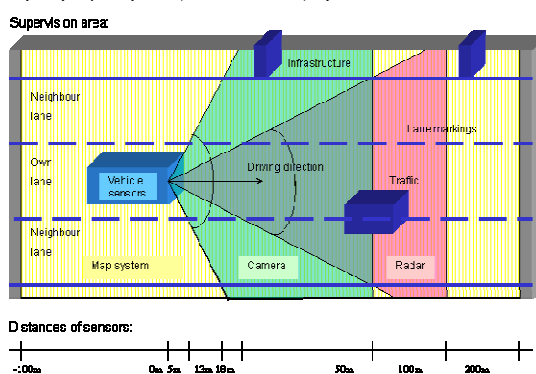 Supervision area:
Infrastructure
Neighbour
lane
Lane markings
Own
lane
Driving direction
Vehicle
sensors
Traffic
Neighbour
lane
Map system
Camera
Radar
Distances of sensors:
-100m 0m 5m 12m 18m 50m 100m 200m